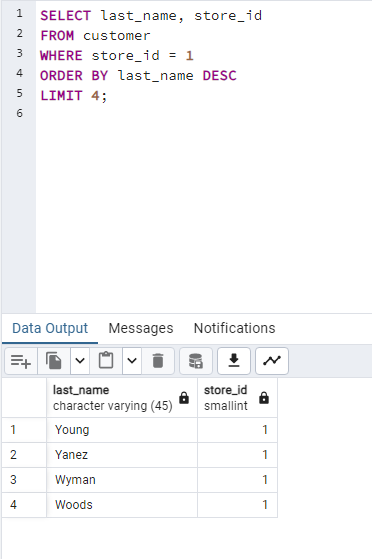 1 SELECT last_name, store_id
2 FROM customer
3 WHERE store_id = 1
4 ORDER BY last_name DESC
5 LIMIT 4;
6
Data Output Messages Notifications
last_name store_id
character varying (45) smallint
1 Young 1
2 Yanez 1
3 Wyman 1
4 Woods 1